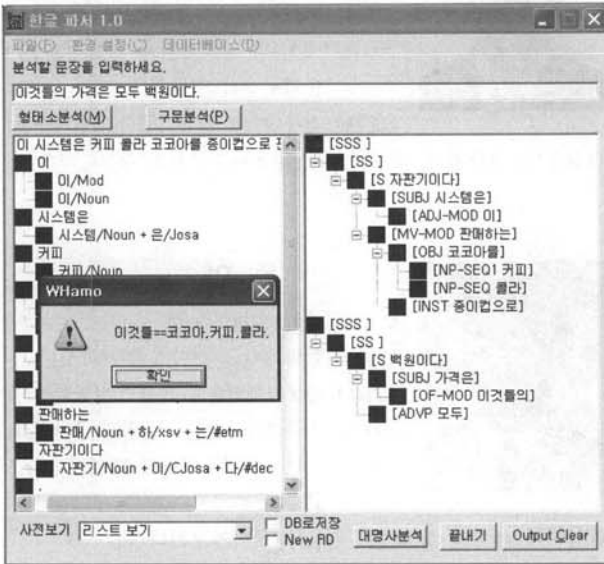 한글 파서 1.0
파일(F) 환경 설정(C) 데이터베이스(D)
분석할 문장을 입력하세요.
이것들의 가격은 모두 백원이다.
형태소분석(M) 구문분석(P)
이 시스템은 커피 콜라 코코아를 종이컵으로
이
이/Mod
이/Noun
시스템은
시스템/Noun + 은/Josa
커피
커피/Noun
WHamo
이것들==코코아,커피,콜라,
확인
판매하는
판매/Noun + 하/xsv + 는/#etm
자판기이다
자판기/Noun + 이/CJosa + 다/#dec
.
[SSS ]
[SS ]
[S 자판기이다]
[SUBJ 시스템은]
[ADJ-MOD 이]
[MV-MOD 판매하는]
[OBJ 코코아를]
[NP-SEQ1 커피]
[NP-SEQ 콜라]
[INST 종이컵으로]
[SSS ]
[SS ]
[S 백원이다]
[SUBJ 가격은]
[OF-MOD 이것들의]
[ADVP 모두]
사전보기 리스트 보기
DB로저장
New RD
대명사분석 끝내기 Output Clear